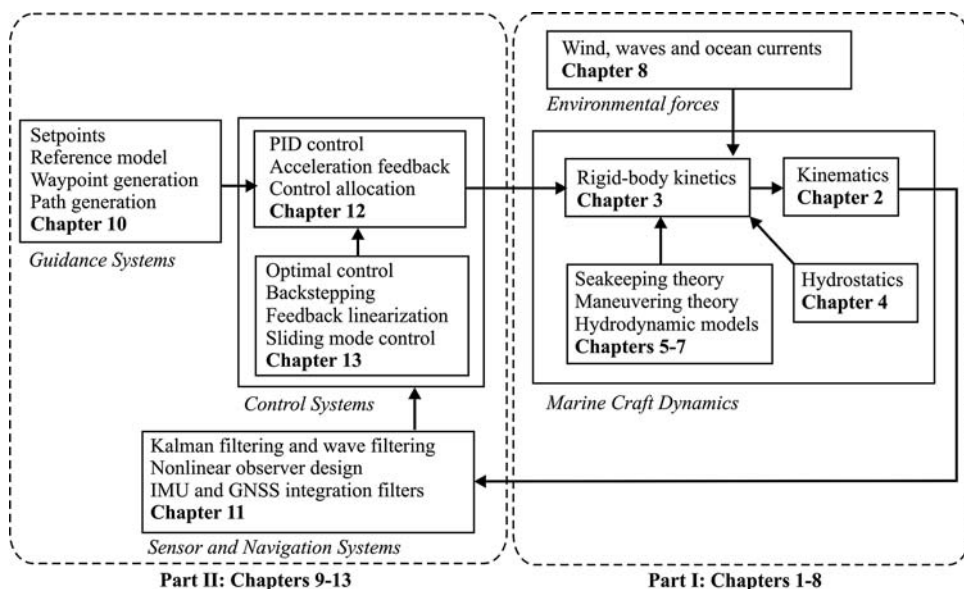 Setpoints
Reference model
Waypoint generation
Path generation
Chapter 10
Guidance Systems
PID control
Acceleration feedback
Control allocation
Chapter 12
Optimal control
Backstepping
Feedback linearization
Sliding mode control
Chapter 13
Control Systems
Kalman filtering and wave filtering
Nonlinear observer design
IMU and GNSS integration filters
Chapter 11
Sensor and Navigation Systems
Part II: Chapters 9-13
Wind, waves and ocean currents
Chapter 8
Environmental forces
Rigid-body kinetics
Chapter 3
Kinematics
Chapter 2
Seakeeping theory
Maneuvering theory
Hydrodynamic models
Chapters 5-7
Hydrostatics
Chapter 4
Marine Craft Dynamics
Part I: Chapters 1-8